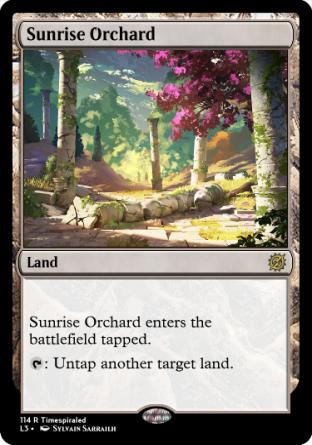 Sunrise Orchard
Land
Sunrise Orchard enters the
battlefield tapped.
: Untap another target land.
114 R Timespiraled
L3 • Sylvain Sarrailh